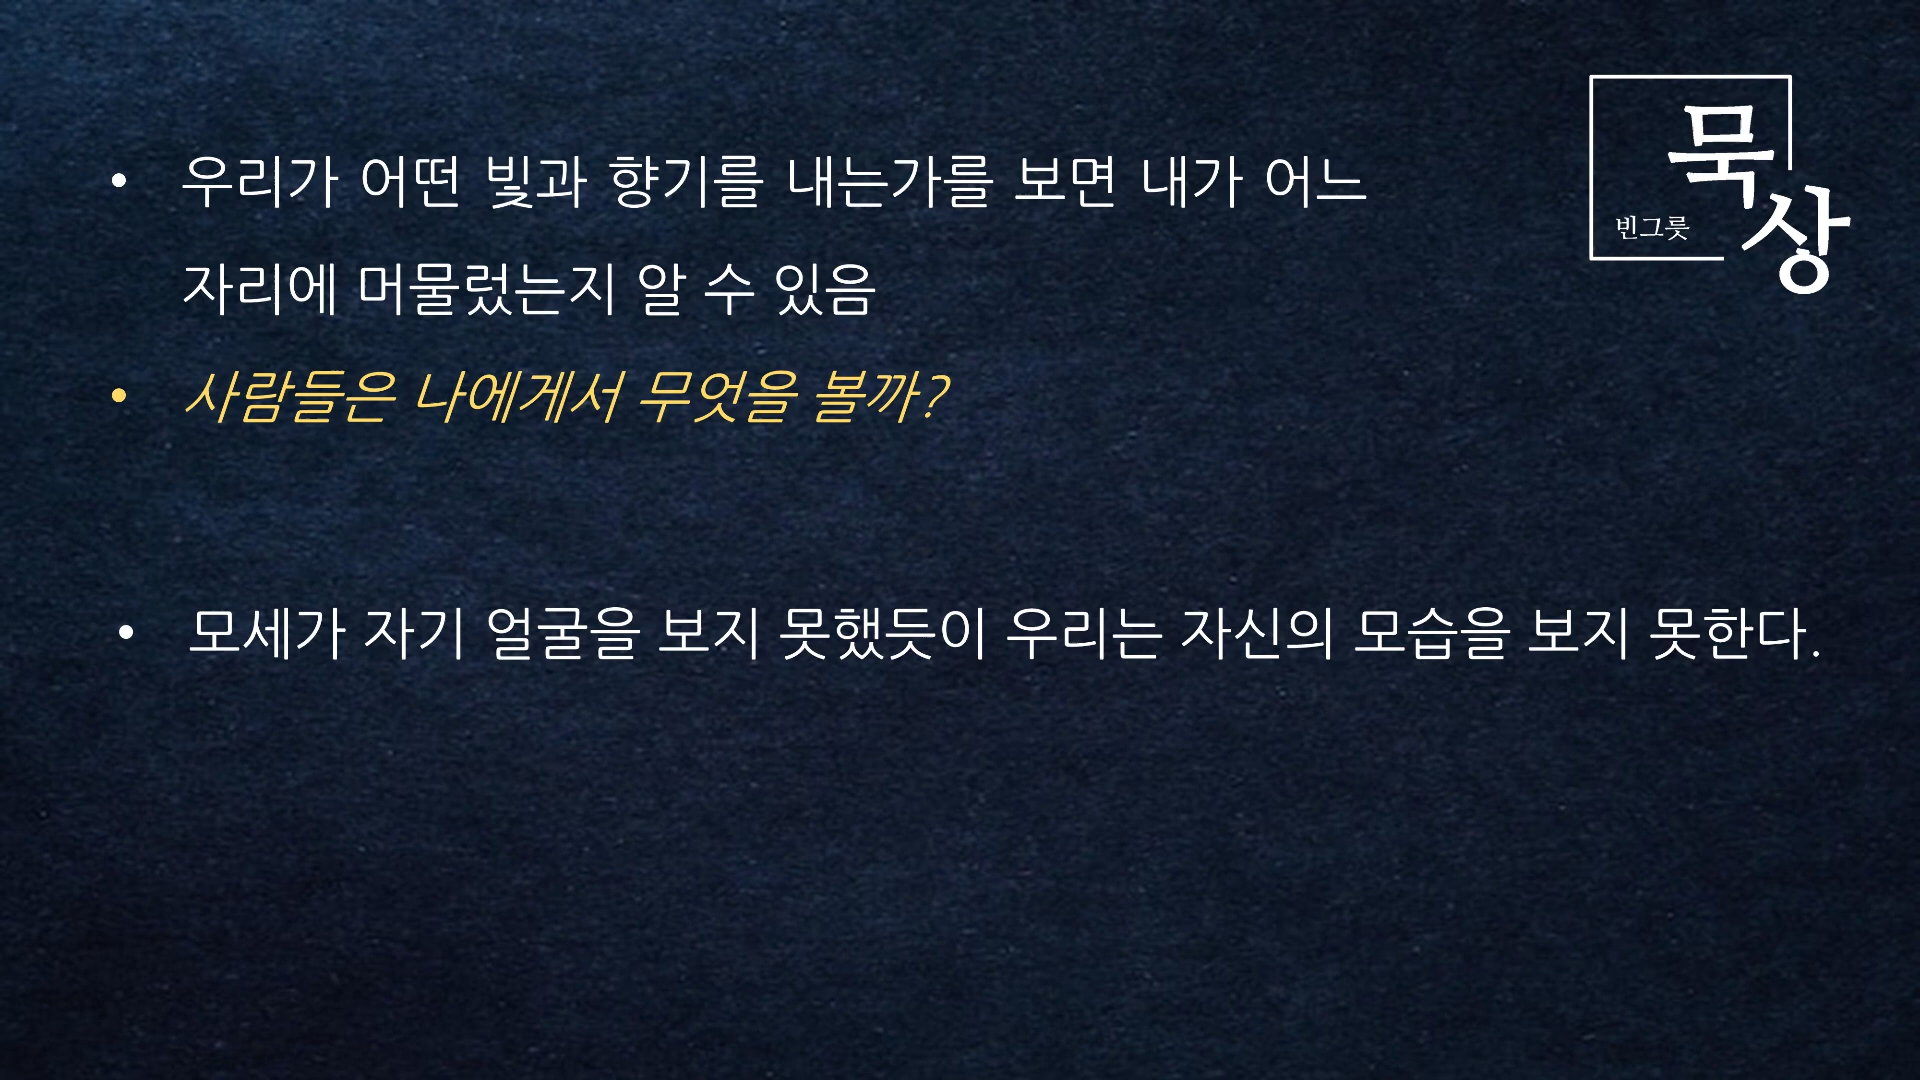 묵상
빈그릇
• 우리가 어떤 빛과 향기를 내는가를 보면 내가 어느
자리에 머물렀는지 알 수 있음
• 사람들은 나에게서 무엇을 볼까?
• 모세가 자기 얼굴을 보지 못했듯이 우리는 자신의 모습을 보지 못한다.